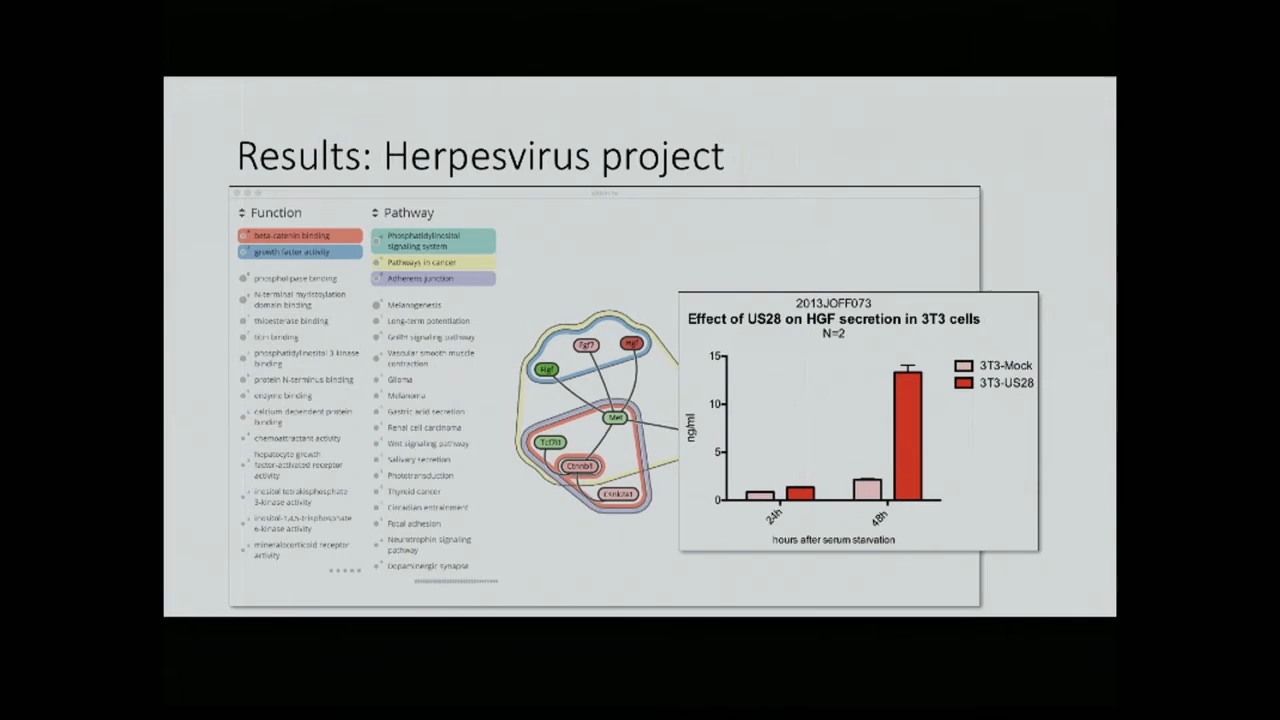 Results: Herpesvirus project
Function
beta-catenin binding
growth factor activity
phospholipase binding
N-terminal myristoylation
domain binding
thioesterase binding
titin binding
phosphatidylinositol 3-kinase
binding
protein N-terminus binding
enzyme binding
calcium-dependent protein
binding
chemoattractant activity
hepatocyte growth
factor-activated receptor
activity
inositol tetrakisphosphate
3-kinase activity
inositol-1,4,5-trisphosphate
6-kinase activity
mineralocorticoid receptor
activity
Pathway
Phosphatidylinositol
signaling system
Pathways in cancer
Adherens junction
Melanogenesis
Long-term potentiation
GnRH signaling pathway
Vascular smooth muscle
contraction
Glioma
Melanoma
Gastric acid secretion
Renal cell carcinoma
Wnt signaling pathway
Salivary secretion
Phototransduction
Thyroid cancer
Circadian entrainment
Focal adhesion
Neurotrophin signaling
pathway
Dopaminergic synapse
Fgf7
Hgf
Met
Tcf7l1
Ctnnb1
Csnk2a1
2013JOFF073
Effect of US28 on HGF secretion in 3T3 cells
N=2
15
10
5
0
ng/ml
24h
48h
hours after serum starvation
3T3-Mock
3T3-US28